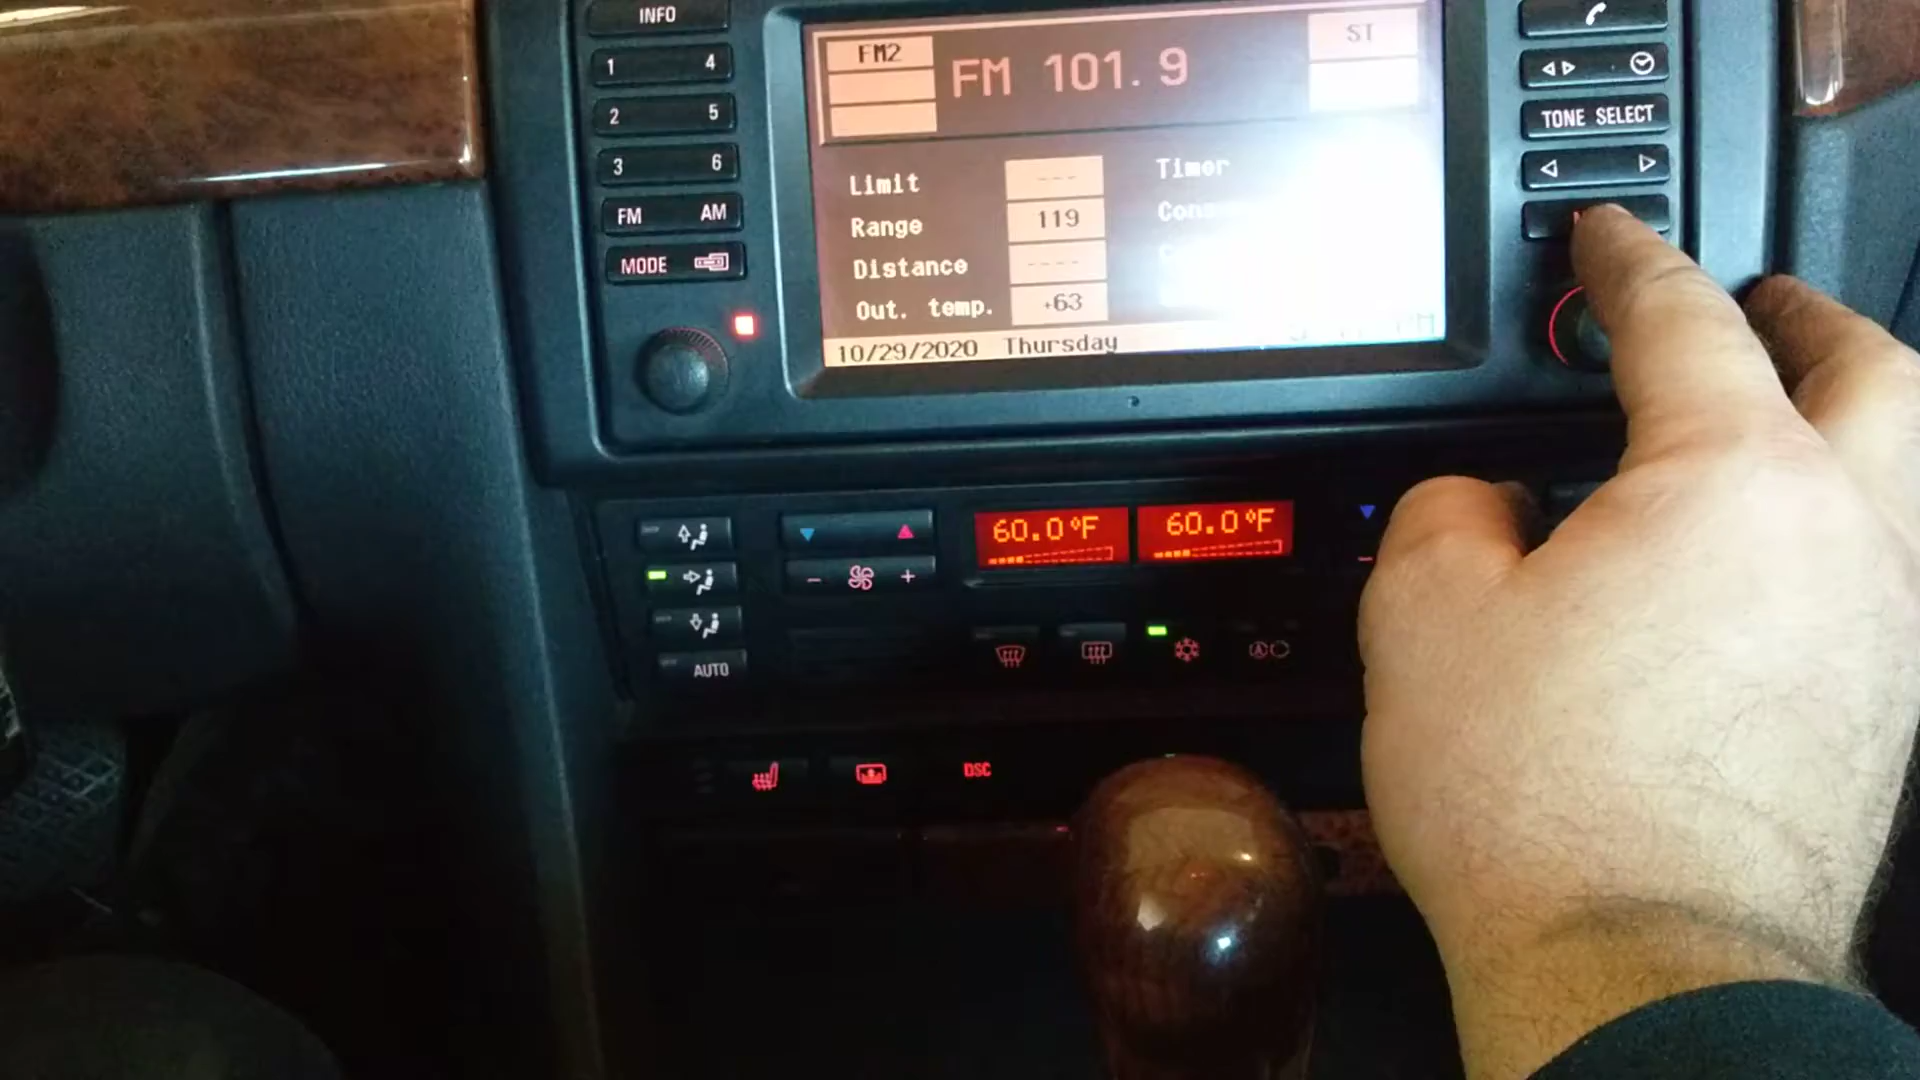 INFO
1 4
2 5
3 6
FM AM
MODE
FM2
FM 101.9
ST
Limit ---
Range 119
Distance ----
Out. temp. +63
Timer
10/29/2020 Thursday
TONE SELECT
60.0°F
60.0°F
AUTO
A
DSC